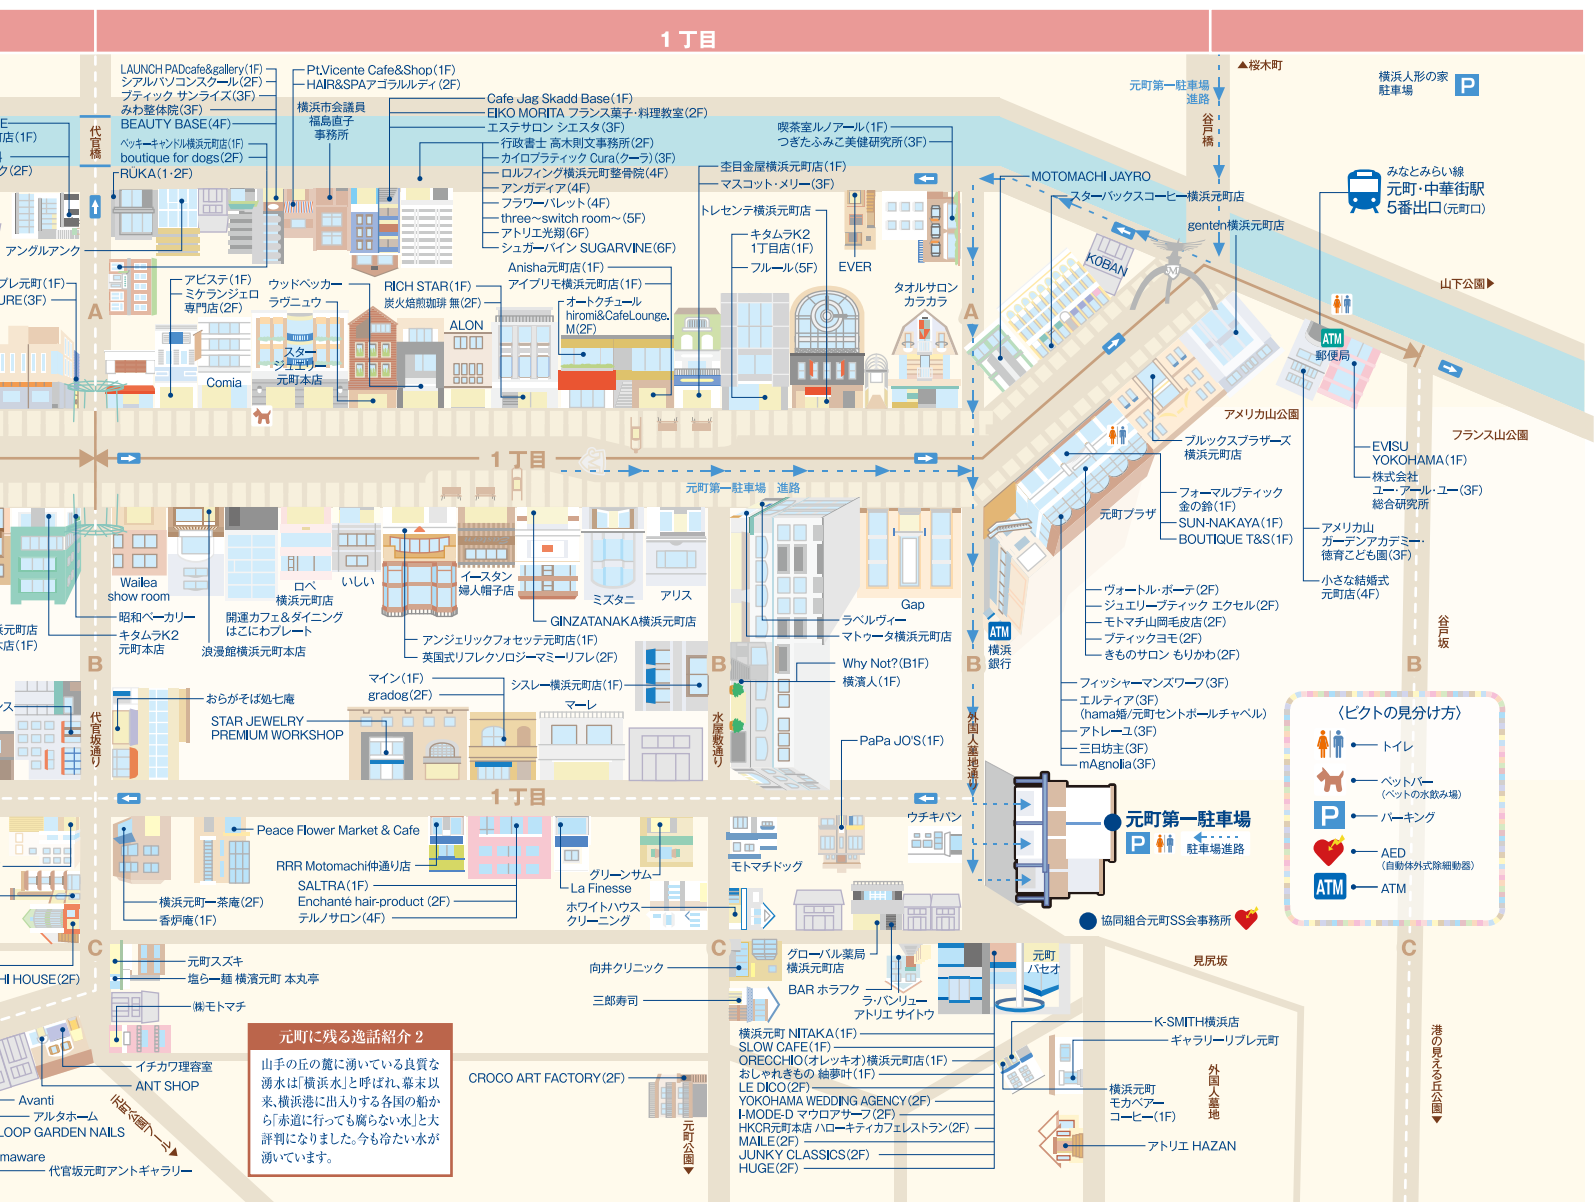 1 丁目
LAUNCH PADcafe&gallery(1F)
シアルパソコンスクール(2F)
ブティック サンライズ(3F)
みわ整体院(3F)
BEAUTY BASE(4F)
ベッキーキャンドル横浜元町店(1F)
boutique for dogs(2F)
RŪKA(1・2F)
代官橋
店(1F)
ク(2F)
アングルアンク
Pt.Vicente Cafe&Shop(1F)
HAIR&SPAアゴラルルディ(2F)
横浜市会議員
福島直子
事務所
Cafe Jag Skadd Base(1F)
EIKO MORITA フランス菓子・料理教室(2F)
エステサロン シエスタ(3F)
行政書士 高木則文事務所(2F)
カイロプラティック Cura(クーラ)(3F)
ロルフィング横浜元町整骨院(4F)
アンガディア(4F)
フラワーパレット(4F)
three～switch room～(5F)
アトリエ光翔(6F)
シュガーバイン SUGARVINE(6F)
喫茶室ルノアール(1F)
つぎたふみこ美健研究所(3F)
杢目金屋横浜元町店(1F)
マスコット・メリー(3F)
トレセンテ横浜元町店
キタムラK2
1丁目店(1F)
フルール(5F)
EVER
タオルサロン
カラカラ
元町第一駐車場
進路
▲桜木町
谷戸橋
横浜人形の家
駐車場
P
みなとみらい線
元町・中華街駅
5番出口(元町口)
MOTOMACHI JAYRO
スターバックスコーヒー横浜元町店
genten横浜元町店
KOBAN
M
山下公園▶
ATM
郵便局
プレ元町(1F)
URE(3F)
A
アビステ(1F)
ミケランジェロ
専門店(2F)
ウッドペッカー
ラヴニュウ
RICH STAR(1F)
炭火焙煎珈琲 無(2F)
Anisha元町店(1F)
アイプリモ横浜元町店(1F)
オートクチュール
hiromi&CafeLounge.
M(2F)
ALON
スター
ジュエリー
元町本店
Comia
A
アメリカ山公園
フランス山公園
ブルックスブラザーズ
横浜元町店
EVISU
YOKOHAMA(1F)
株式会社
ユー・アール・ユー(3F)
総合研究所
1 丁目
元町第一駐車場 進路
元町プラザ
フォーマルブティック
金の鈴(1F)
SUN-NAKAYA(1F)
BOUTIQUE T&S(1F)
アメリカ山
ガーデンアカデミー・
徳育こども園(3F)
小さな結婚式
元町店(4F)
Wailea
show room
昭和ベーカリー
キタムラK2
元町本店
浜元町店
本店(1F)
ロペ
横浜元町店
開運カフェ&ダイニング
はこにわプレート
浪漫館横浜元町本店
いしい
イースタン
婦人帽子店
ミズタニ
アリス
GINZATANAKA横浜元町店
アンジェリックフォセッテ元町店(1F)
英国式リフレクソロジーマミーリフレ(2F)
Gap
ラベルヴィー
マトゥータ横浜元町店
Why Not?(B1F)
横濱人(1F)
ATM
横浜
銀行
ヴォートル・ボーテ(2F)
ジュエリーブティック エクセル(2F)
モトマチ山岡毛皮店(2F)
ブティックヨモ(2F)
きものサロン もりかわ(2F)
フィッシャーマンズワーフ(3F)
エルティア(3F)
(hama婚/元町セントポールチャペル)
アトレーユ(3F)
三日坊主(3F)
mAgnolia(3F)
谷戸坂
B
B
B
B
代官坂通り
おらがそば処七庵
STAR JEWELRY
PREMIUM WORKSHOP
マイン(1F)
gradog(2F)
シスレー横浜元町店(1F)
マーレ
水屋敷通り
PaPa JO'S(1F)
外国人墓地通り
〈ピクトの見分け方〉
トイレ
ペットバー
(ペットの水飲み場)
P
パーキング
AED
(自動体外式除細動器)
ATM
ATM
1 丁目
元町第一駐車場
P
駐車場進路
協同組合元町SS会事務所
Peace Flower Market & Cafe
RRR Motomachi仲通り店
SALTRA(1F)
Enchanté hair-product (2F)
テルノサロン(4F)
横浜元町一茶庵(2F)
香炉庵(1F)
グリーンサム
La Finesse
ホワイトハウス
クリーニング
モトマチドッグ
ウチキパン
C
C
C
元町スズキ
塩らー麺 横濱元町 本丸亭
㈱モトマチ
HI HOUSE(2F)
向井クリニック
三郎寿司
グローバル薬局
横浜元町店
BAR ホラフク
ラ・バンリュー
アトリエ サイトウ
元町
パセオ
見尻坂
元町に残る逸話紹介 2
山手の丘の麓に湧いている良質な
湧水は「横浜水」と呼ばれ、幕末以
来、横浜港に出入りする各国の船か
ら「赤道に行っても腐らない水」と大
評判になりました。今も冷たい水が
湧いています。
CROCO ART FACTORY(2F)
元町公園▼
横浜元町 NITAKA(1F)
SLOW CAFE(1F)
ORECCHIO(オレッキオ)横浜元町店(1F)
おしゃれきもの 紬夢叶(1F)
LE DICO(2F)
YOKOHAMA WEDDING AGENCY(2F)
I-MODE-D マウロアサーフ(2F)
HKCR元町本店 ハローキティカフェレストラン(2F)
MAILE(2F)
JUNKY CLASSICS(2F)
HUGE(2F)
K-SMITH横浜店
ギャラリーリブレ元町
外国人墓地
横浜元町
モカベアー
コーヒー(1F)
アトリエ HAZAN
港の見える丘公園▼
イチカワ理容室
ANT SHOP
Avanti
アルタホーム
LOOP GARDEN NAILS
maware
代官坂元町アントギャラリー
元町公園プール